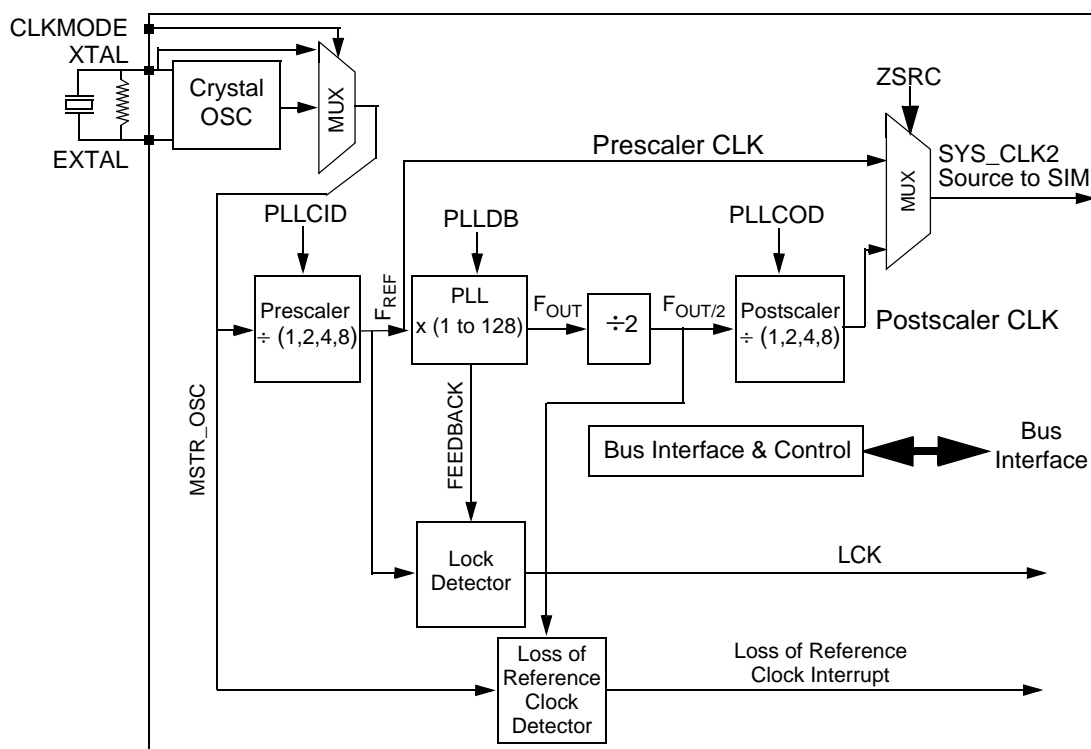 CLKMODE
XTAL
Crystal
OSC
EXTAL
MUX
ZSRC
Prescaler CLK
MUX
SYS_CLK2
Source to SIM
PLLCID
PLLDB
PLLCOD
Prescaler
÷ (1,2,4,8)
FREF
PLL
x (1 to 128)
FOUT
÷2
FOUT/2
Postscaler
÷ (1,2,4,8)
Postscaler CLK
MSTR_OSC
FEEDBACK
Bus Interface & Control
Bus
Interface
Lock
Detector
LCK
Loss of
Reference
Clock
Detector
Loss of Reference
Clock Interrupt